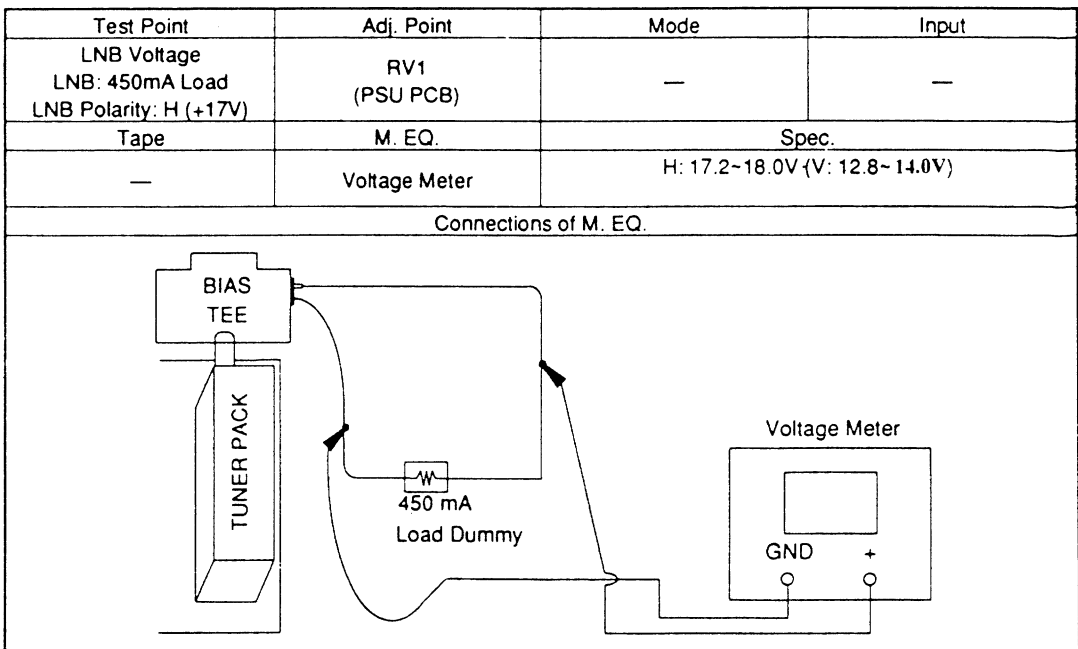 Test Point Adj. Point Mode Input
LNB Voltage
LNB: 450mA Load
LNB Polarity: H (+17V)
RV1
(PSU PCB)
—
—
Tape M. EQ. Spec.
—
Voltage Meter
H: 17.2~18.0V (V: 12.8~14.0V)
Connections of M. EQ.
BIAS
TEE
TUNER PACK
450 mA
Load Dummy
Voltage Meter
GND +